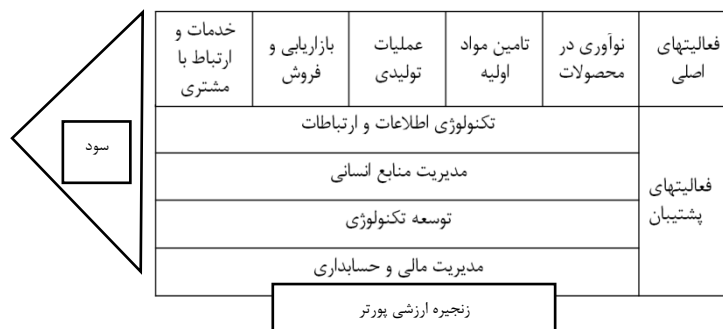 فعالیتهای
اصلی
نوآوری در
محصولات
تامین مواد
اولیه
عملیات
تولیدی
بازاریابی و
فروش
خدمات و
ارتباط با
مشتری
فعالیتهای
پشتیبان
تکنولوژی اطلاعات و ارتباطات
مدیریت منابع انسانی
توسعه تکنولوژی
مدیریت مالی و حسابداری
سود
زنجیره ارزشی پورتر